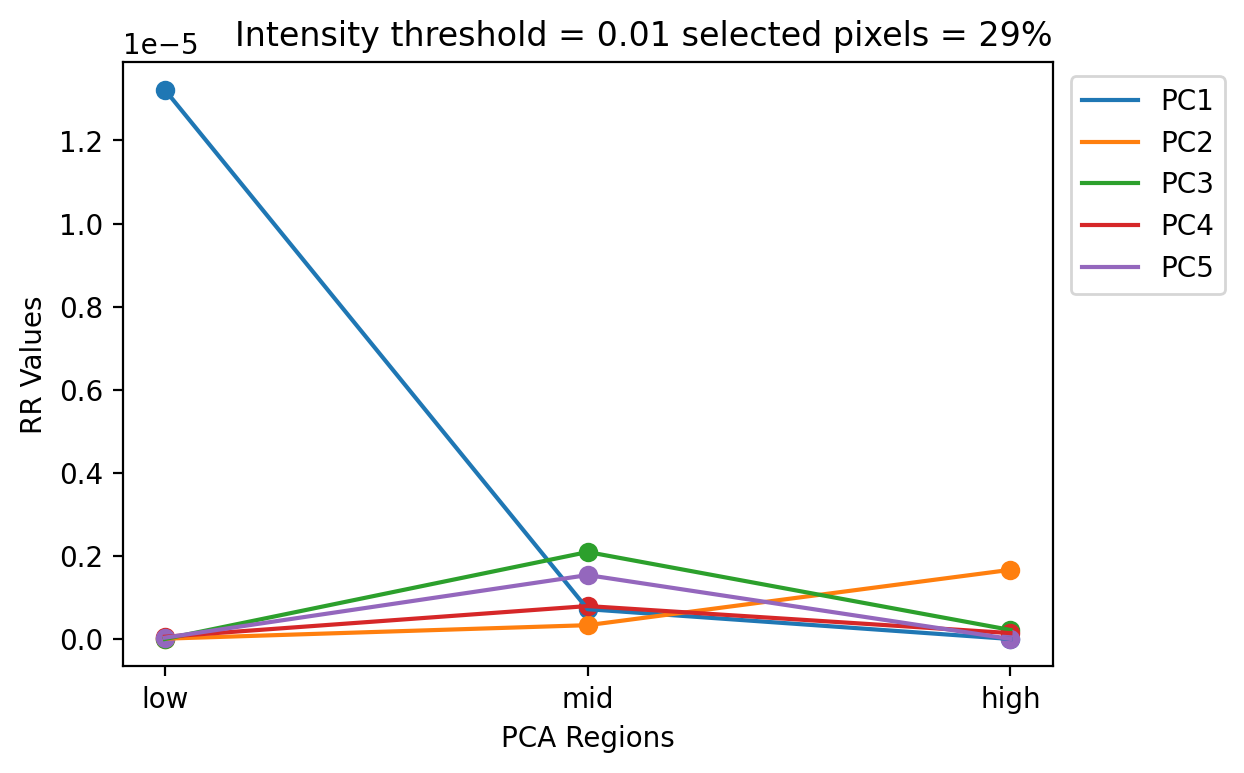 Intensity threshold = 0.01 selected pixels = 29%
1e−5
1.2
1.0
0.8
0.6
0.4
0.2
0.0
RR Values
low mid high
PCA Regions
PC1
PC2
PC3
PC4
PC5